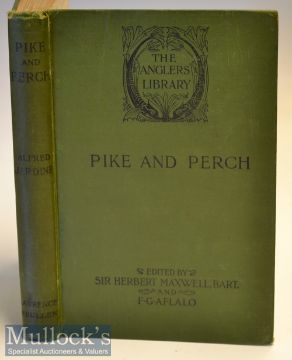 PIKE
AND
PERCH
ALFRED
JARDINE
LAWRENCE
& BULLEN
THE
ANGLERS'
LIBRARY
PIKE AND PERCH
EDITED BY
SIR HERBERT MAXWELL, BART.
AND
F·G·AFLALO
Mullock's
Specialist Auctioneers & Valuers